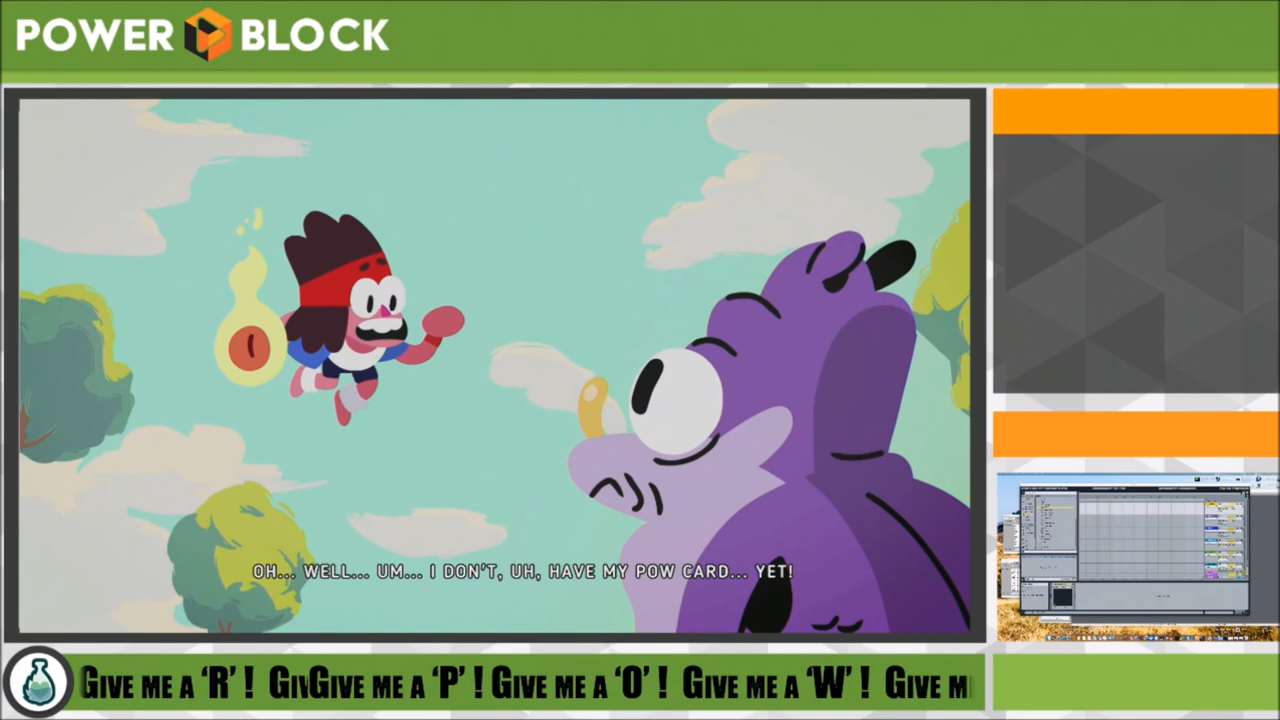 POWER BLOCK
OH... WELL... UM... I DON'T, UH, HAVE MY POW CARD... YET!
GIVE ME A 'R'! GIVGIVE ME A 'P'! GIVE ME A 'O'! GIVE ME A 'W'! GIVE M